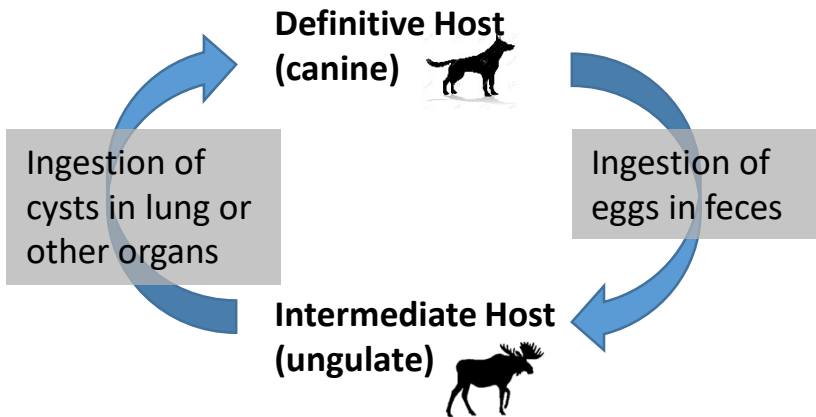 Definitive Host
(canine)
Ingestion of
cysts in lung or
other organs
Ingestion of
eggs in feces
Intermediate Host
(ungulate)